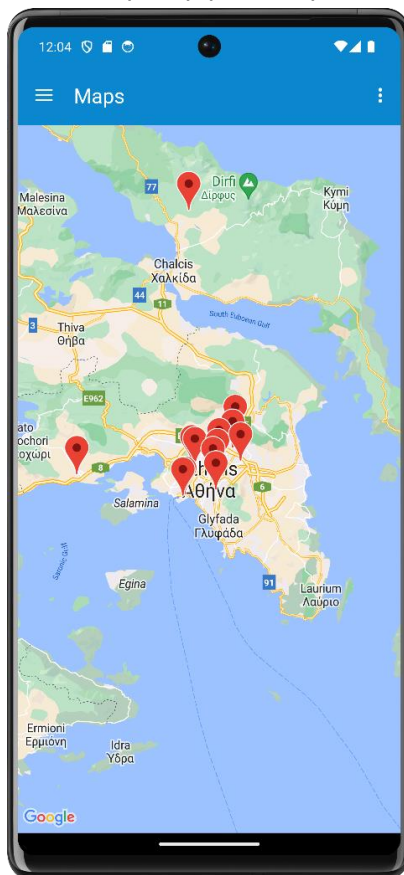 12:04
Maps
Dirfi
Δίρφυς
77
Malesina
Μαλεσίνα
Kymi
Κύμη
Chalcis
Χαλκίδα
44
11
South Euboean Gulf
3
Thiva
Θήβα
E962
ato
ochori
οχώρι
8
6
Αθήνα
Salamina
Glyfada
Γλυφάδα
Saronic Gulf
Egina
91
Laurium
Λαύριο
Ermioni
Ερμιόνη
Idra
Ύδρα
Google